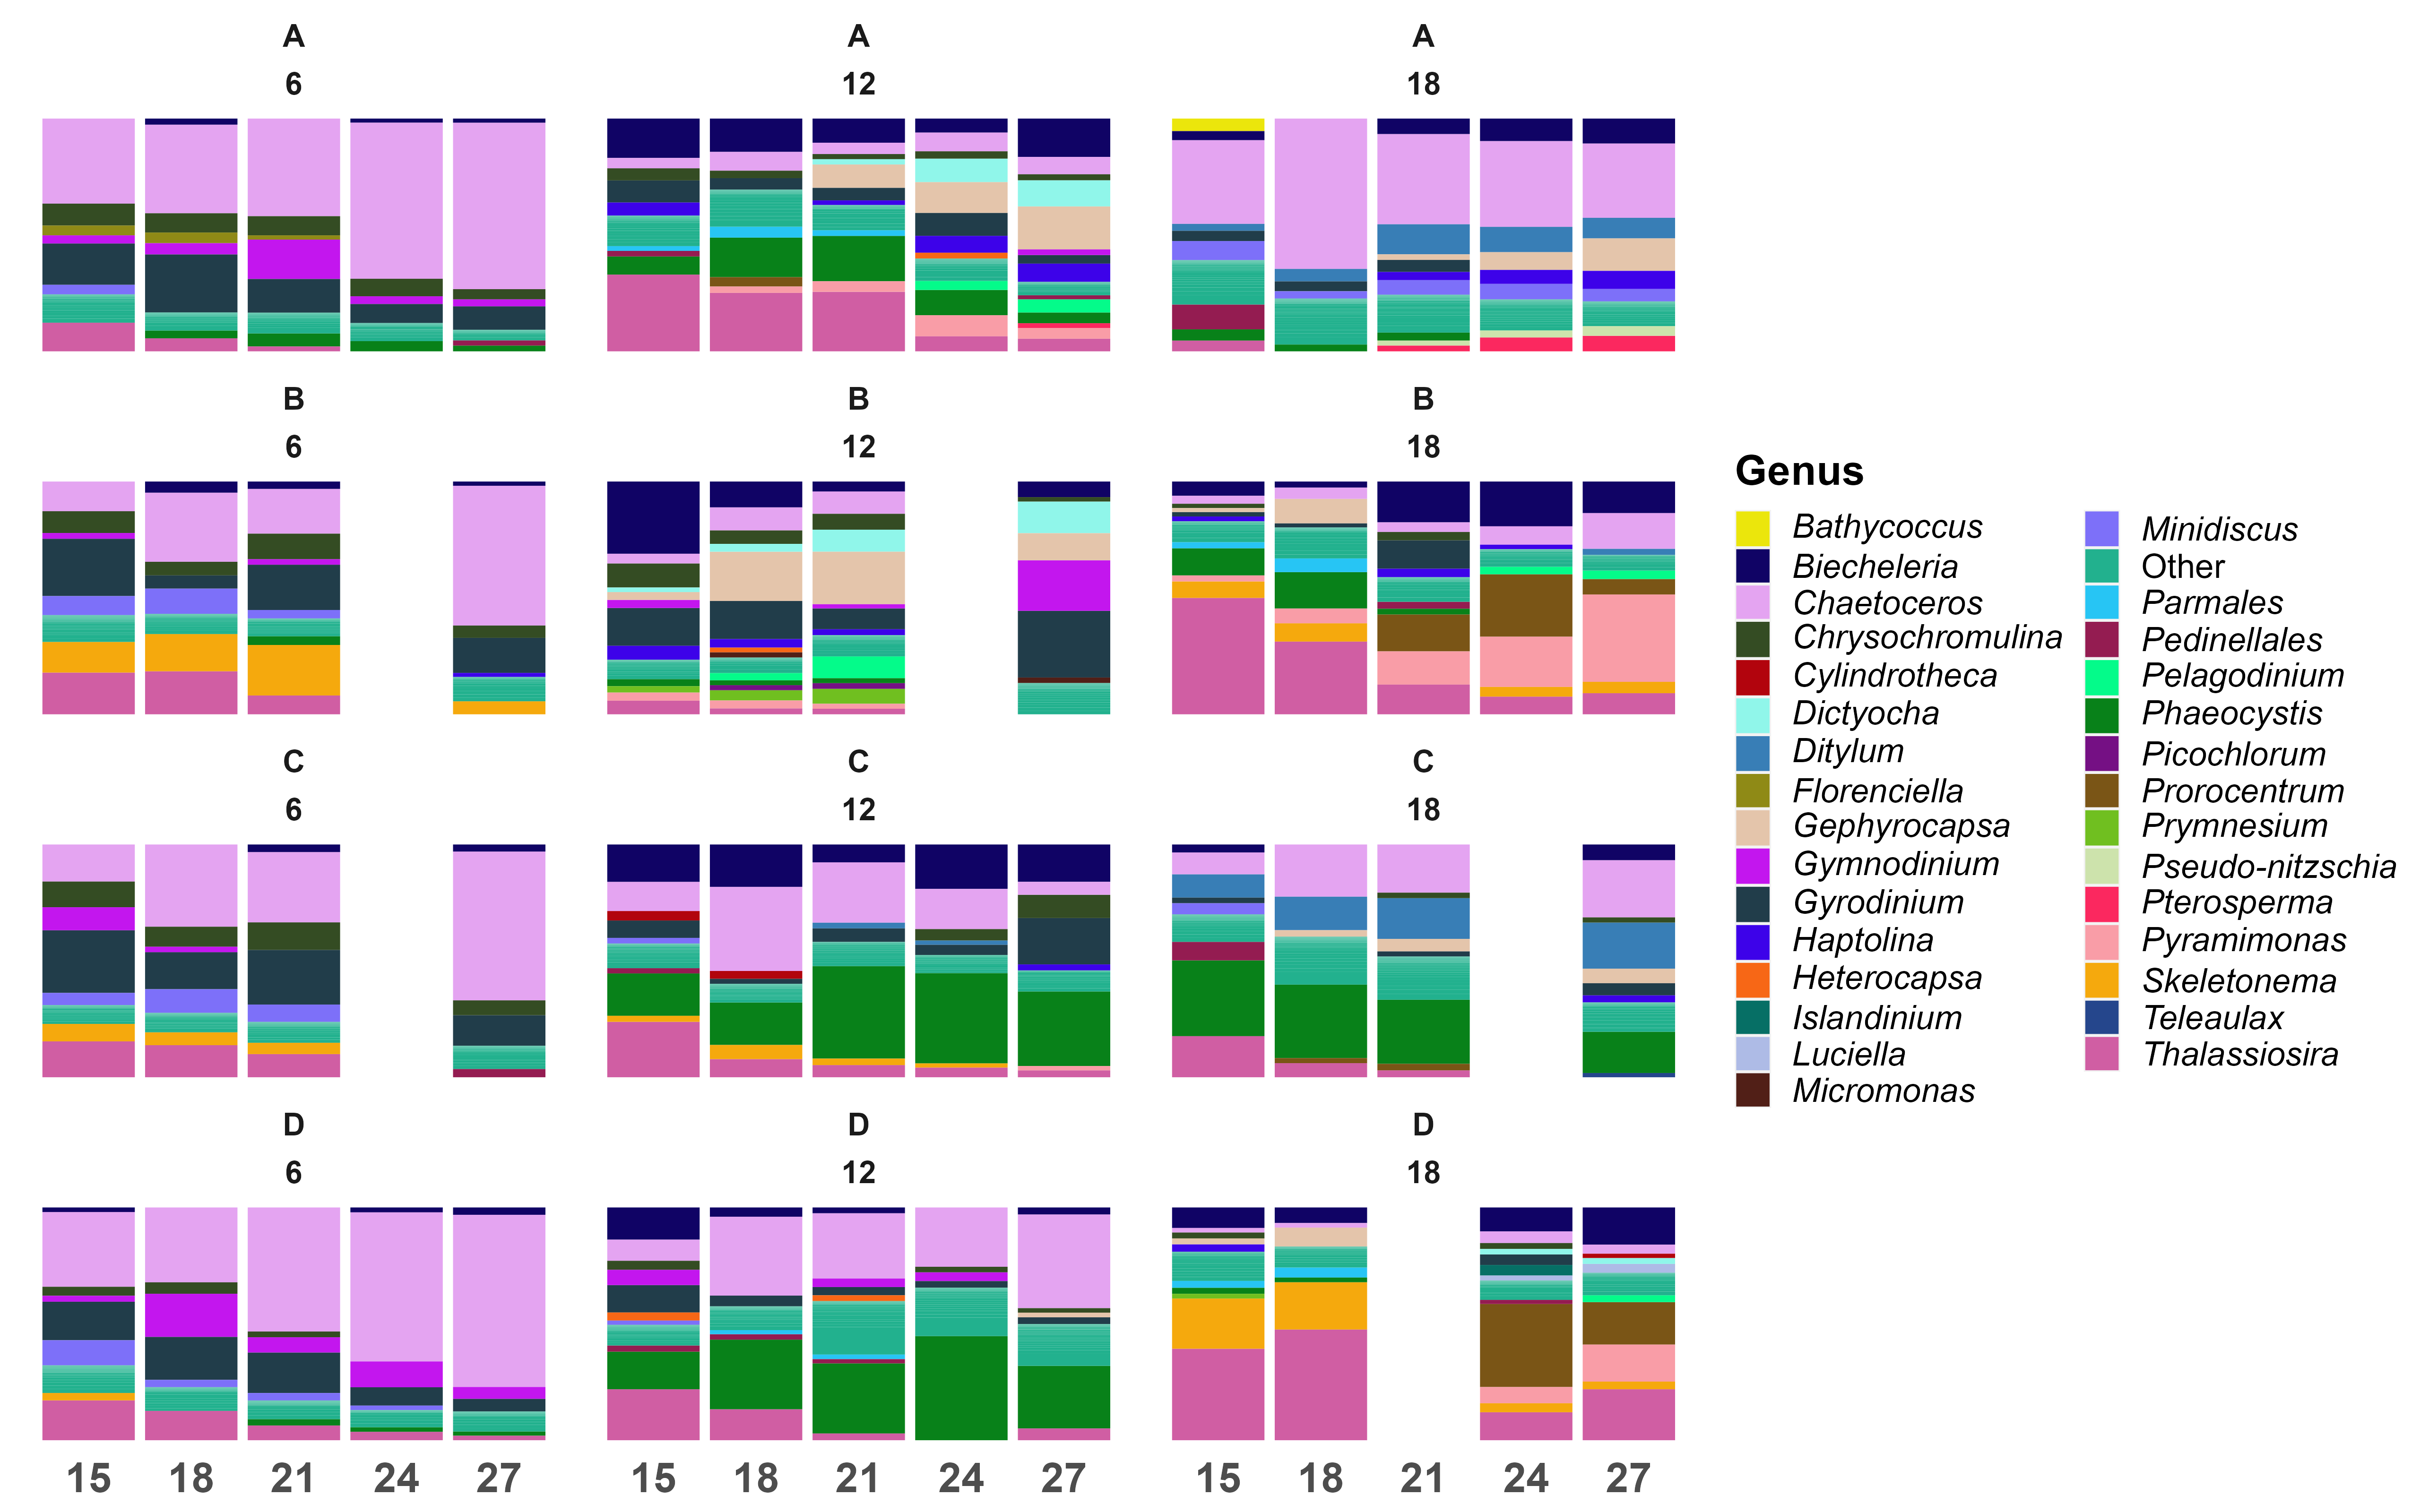 A
A
A
6
12
18
B
B
B
6
12
18
Genus
Bathycoccus
Biecheleria
Chaetoceros
Chrysochromulina
Cylindrotheca
Dictyocha
Ditylum
Florenciella
Gephyrocapsa
Gymnodinium
Gyrodinium
Haptolina
Heterocapsa
Islandinium
Luciella
Micromonas
Minidiscus
Other
Parmales
Pedinellales
Pelagodinium
Phaeocystis
Picochlorum
Prorocentrum
Prymnesium
Pseudo-nitzschia
Pterosperma
Pyramimonas
Skeletonema
Teleaulax
Thalassiosira
C
C
C
6
12
18
D
D
D
6
12
18
15 18 21 24 27
15 18 21 24 27
15 18 21 24 27